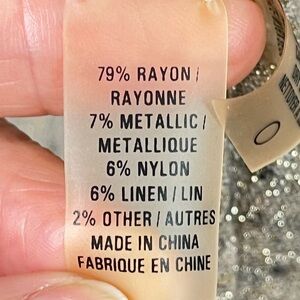 79% RAYON /
RAYONNE
7% METALLIC /
METALLIQUE
6% NYLON
6% LINEN / LIN
2% OTHER / AUTRES
MADE IN CHINA
FABRIQUE EN CHINE